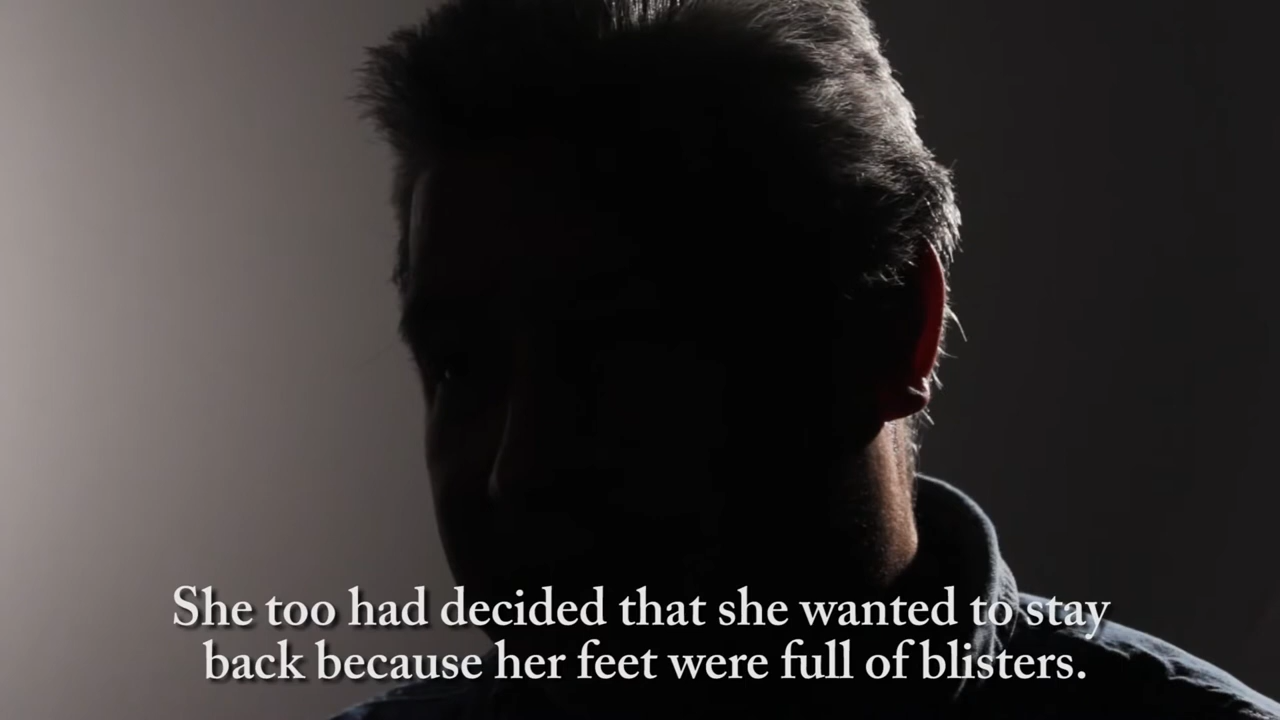 She too had decided that she wanted to stay
back because her feet were full of blisters.